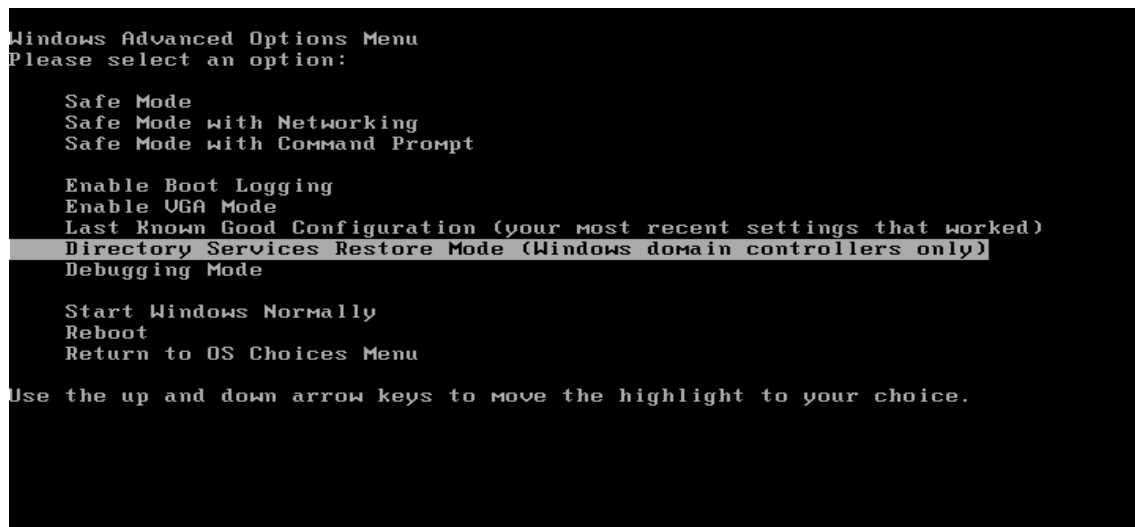 Windows Advanced Options Menu
Please select an option:
Safe Mode
Safe Mode with Networking
Safe Mode with Command Prompt
Enable Boot Logging
Enable VGA Mode
Last Known Good Configuration (your most recent settings that worked)
Directory Services Restore Mode (Windows domain controllers only)
Debugging Mode
Start Windows Normally
Reboot
Return to OS Choices Menu
Use the up and down arrow keys to move the highlight to your choice.